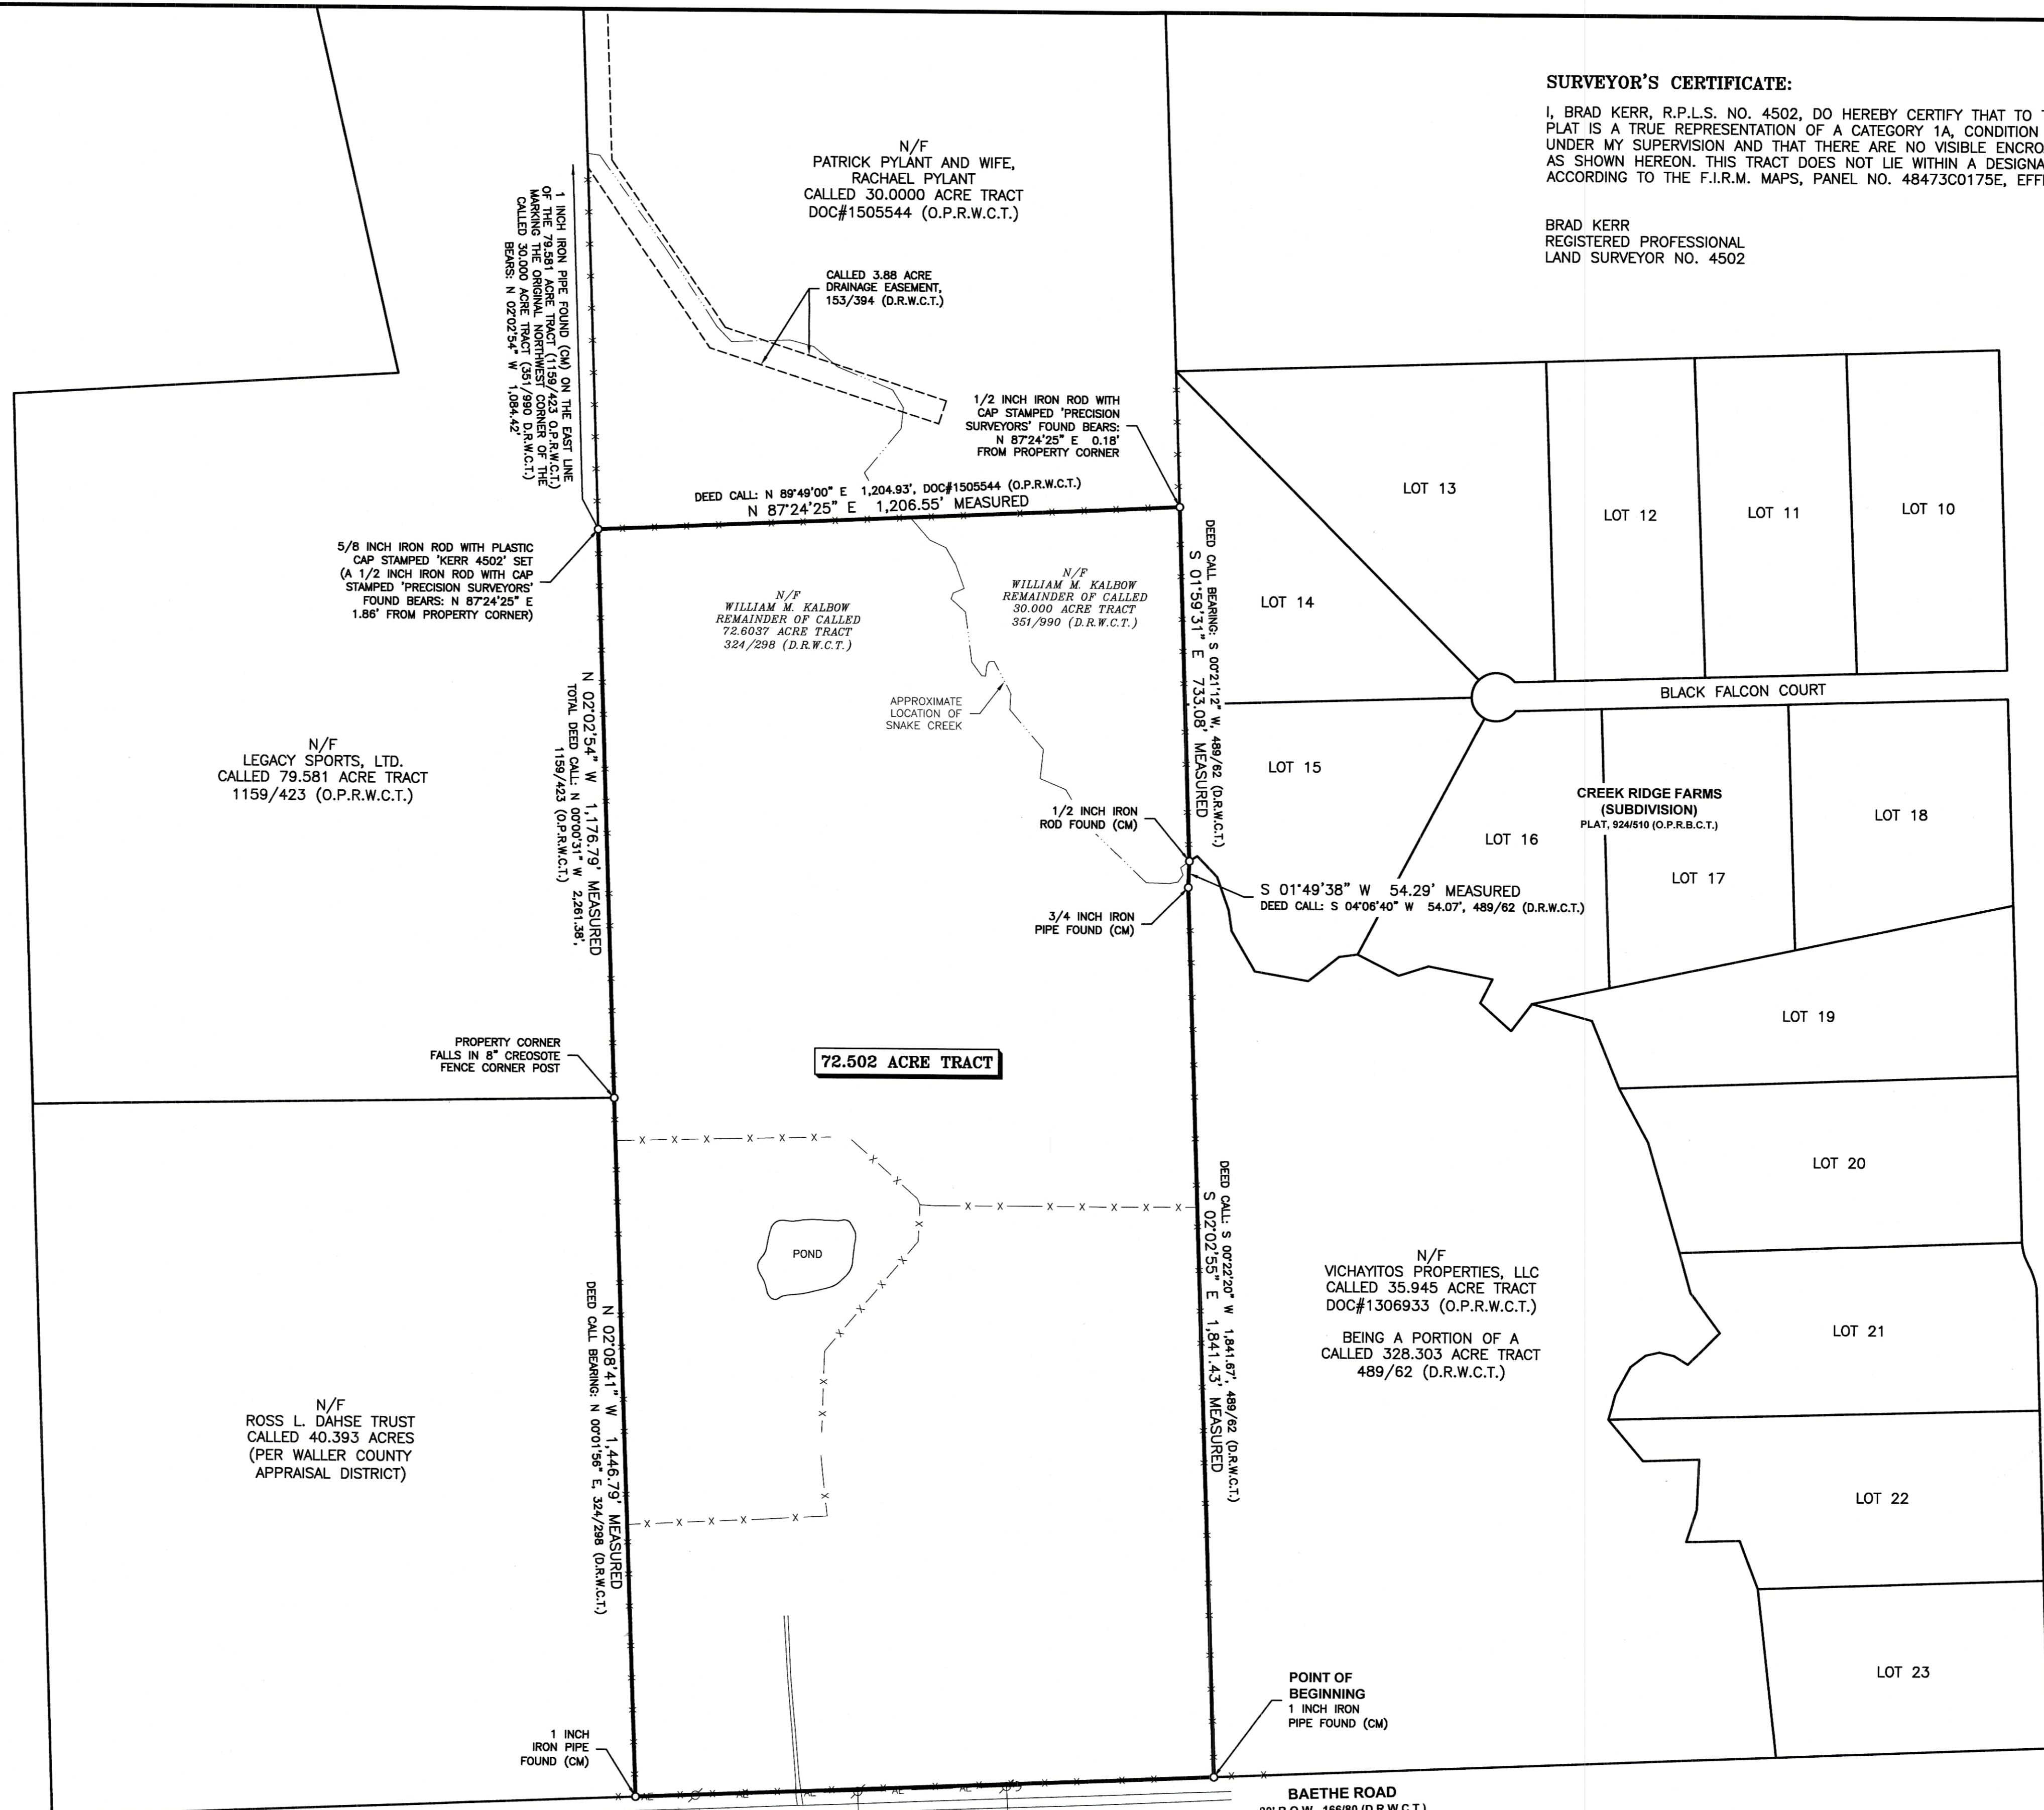 SURVEYOR'S CERTIFICATE:
I, BRAD KERR, R.P.L.S. NO. 4502, DO HEREBY CERTIFY THAT TO
PLAT IS A TRUE REPRESENTATION OF A CATEGORY 1A, CONDITION
UNDER MY SUPERVISION AND THAT THERE ARE NO VISIBLE ENCRO
AS SHOWN HEREON. THIS TRACT DOES NOT LIE WITHIN A DESIGNA
ACCORDING TO THE F.I.R.M. MAPS, PANEL NO. 48473C0175E, EFF
BRAD KERR
REGISTERED PROFESSIONAL
LAND SURVEYOR NO. 4502
N/F
PATRICK PYLANT AND WIFE,
RACHAEL PYLANT
CALLED 30.0000 ACRE TRACT
DOC#1505544 (O.P.R.W.C.T.)
CALLED 3.88 ACRE
DRAINAGE EASEMENT,
153/394 (D.R.W.C.T.)
1 INCH IRON PIPE FOUND (CM) ON THE EAST LINE
OF THE 79.581 ACRE TRACT (1159/423 O.P.R.W.C.T.)
MARKING THE ORIGINAL NORTHWEST CORNER OF THE
CALLED 30.000 ACRE TRACT (351/990 D.R.W.C.T.)
BEARS: N 02°02'54" W 1,084.42'
1/2 INCH IRON ROD WITH
CAP STAMPED 'PRECISION
SURVEYORS' FOUND BEARS:
N 87°24'25" E 0.18'
FROM PROPERTY CORNER
DEED CALL: N 89°49'00" E 1,204.93', DOC#1505544 (O.P.R.W.C.T.)
N 87°24'25" E 1,206.55' MEASURED
5/8 INCH IRON ROD WITH PLASTIC
CAP STAMPED 'KERR 4502' SET
(A 1/2 INCH IRON ROD WITH CAP
STAMPED 'PRECISION SURVEYORS'
FOUND BEARS: N 87°24'25" E
1.86' FROM PROPERTY CORNER)
N/F
WILLIAM M. KALBOW
REMAINDER OF CALLED
72.6037 ACRE TRACT
324/298 (D.R.W.C.T.)
N/F
WILLIAM M. KALBOW
REMAINDER OF CALLED
30.000 ACRE TRACT
351/990 (D.R.W.C.T.)
DEED CALL BEARING: S 00°21'12" W, 489/62 (D.R.W.C.T.)
S 01°59'31" E 733.08' MEASURED
LOT 13
LOT 12
LOT 11
LOT 10
LOT 14
BLACK FALCON COURT
APPROXIMATE
LOCATION OF
SNAKE CREEK
N/F
LEGACY SPORTS, LTD.
CALLED 79.581 ACRE TRACT
1159/423 (O.P.R.W.C.T.)
N 02°02'54" W 1,176.79' MEASURED
TOTAL DEED CALL: N 00°00'31" W 2,261.38',
1159/423 (O.P.R.W.C.T.)
LOT 15
CREEK RIDGE FARMS
(SUBDIVISION)
PLAT, 924/510 (O.P.R.B.C.T.)
LOT 16
LOT 17
LOT 18
1/2 INCH IRON
ROD FOUND (CM)
S 01°49'38" W 54.29' MEASURED
DEED CALL: S 04°06'40" W 54.07', 489/62 (D.R.W.C.T.)
3/4 INCH IRON
PIPE FOUND (CM)
LOT 19
PROPERTY CORNER
FALLS IN 8" CREOSOTE
FENCE CORNER POST
72.502 ACRE TRACT
LOT 20
DEED CALL: S 00°22'20" W 1,841.67', 489/62 (D.R.W.C.T.)
S 02°02'55" E 1,841.43' MEASURED
POND
N/F
VICHAYITOS PROPERTIES, LLC
CALLED 35.945 ACRE TRACT
DOC#1306933 (O.P.R.W.C.T.)
BEING A PORTION OF A
CALLED 328.303 ACRE TRACT
489/62 (D.R.W.C.T.)
LOT 21
N 02°08'41" W 1,446.79' MEASURED
DEED CALL BEARING: N 00°01'56" E, 324/298 (D.R.W.C.T.)
N/F
ROSS L. DAHSE TRUST
CALLED 40.393 ACRES
(PER WALLER COUNTY
APPRAISAL DISTRICT)
LOT 22
LOT 23
POINT OF
BEGINNING
1 INCH IRON
PIPE FOUND (CM)
1 INCH
IRON PIPE
FOUND (CM)
AE AE AE AE
BAETHE ROAD
R.O.W., 166/80 (D.R.W.C.T.)